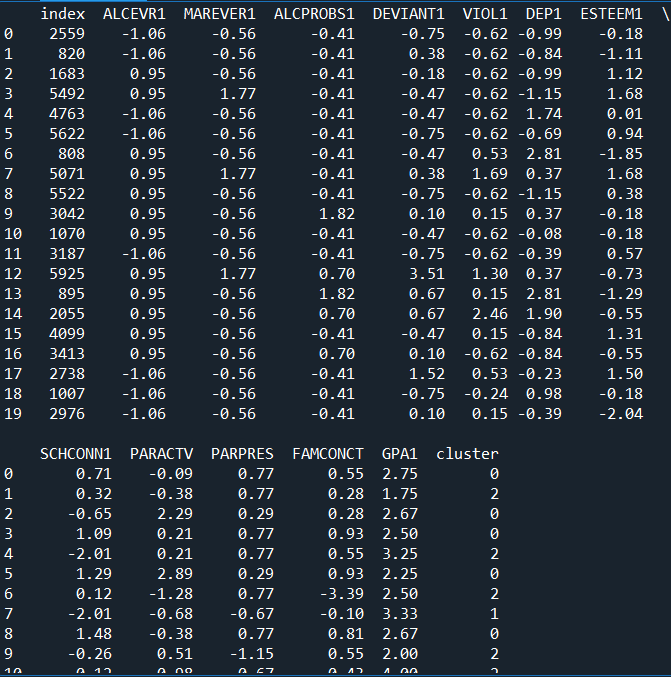 index ALCEVR1 MAREVER1 ALCPROBS1 DEVIANT1 VIOL1 DEP1 ESTEEM1 \
0 2559 -1.06 -0.56 -0.41 -0.75 -0.62 -0.99 -0.18
1 820 -1.06 -0.56 -0.41 0.38 -0.62 -0.84 -1.11
2 1683 0.95 -0.56 -0.41 -0.18 -0.62 -0.99 1.12
3 5492 0.95 1.77 -0.41 -0.47 -0.62 -1.15 1.68
4 4763 -1.06 -0.56 -0.41 -0.47 -0.62 1.74 0.01
5 5622 -1.06 -0.56 -0.41 -0.75 -0.62 -0.69 0.94
6 808 0.95 -0.56 -0.41 -0.47 0.53 2.81 -1.85
7 5071 0.95 1.77 -0.41 0.38 1.69 0.37 1.68
8 5522 0.95 -0.56 -0.41 -0.75 -0.62 -1.15 0.38
9 3042 0.95 -0.56 1.82 0.10 0.15 0.37 -0.18
10 1070 0.95 -0.56 -0.41 -0.47 -0.62 -0.08 -0.18
11 3187 -1.06 -0.56 -0.41 -0.75 -0.62 -0.39 0.57
12 5925 0.95 1.77 0.70 3.51 1.30 0.37 -0.73
13 895 0.95 -0.56 1.82 0.67 0.15 2.81 -1.29
14 2055 0.95 -0.56 0.70 0.67 2.46 1.90 -0.55
15 4099 0.95 -0.56 -0.41 -0.47 0.15 -0.84 1.31
16 3413 0.95 -0.56 0.70 0.10 -0.62 -0.84 -0.55
17 2738 -1.06 -0.56 -0.41 1.52 0.53 -0.23 1.50
18 1007 -1.06 -0.56 -0.41 -0.75 -0.24 0.98 -0.18
19 2976 -1.06 -0.56 -0.41 0.10 0.15 -0.39 -2.04
SCHCONN1 PARACTV PARPRES FAMCONCT GPA1 cluster
0 0.71 -0.09 0.77 0.55 2.75 0
1 0.32 -0.38 0.77 0.28 1.75 2
2 -0.65 2.29 0.29 0.28 2.67 0
3 1.09 0.21 0.77 0.93 2.50 0
4 -2.01 0.21 0.77 0.55 3.25 2
5 1.29 2.89 0.29 0.93 2.25 0
6 0.12 -1.28 0.77 -3.39 2.50 2
7 -2.01 -0.68 -0.67 -0.10 3.33 1
8 1.48 -0.38 0.77 0.81 2.67 0
9 -0.26 0.51 -1.15 0.55 2.00 2